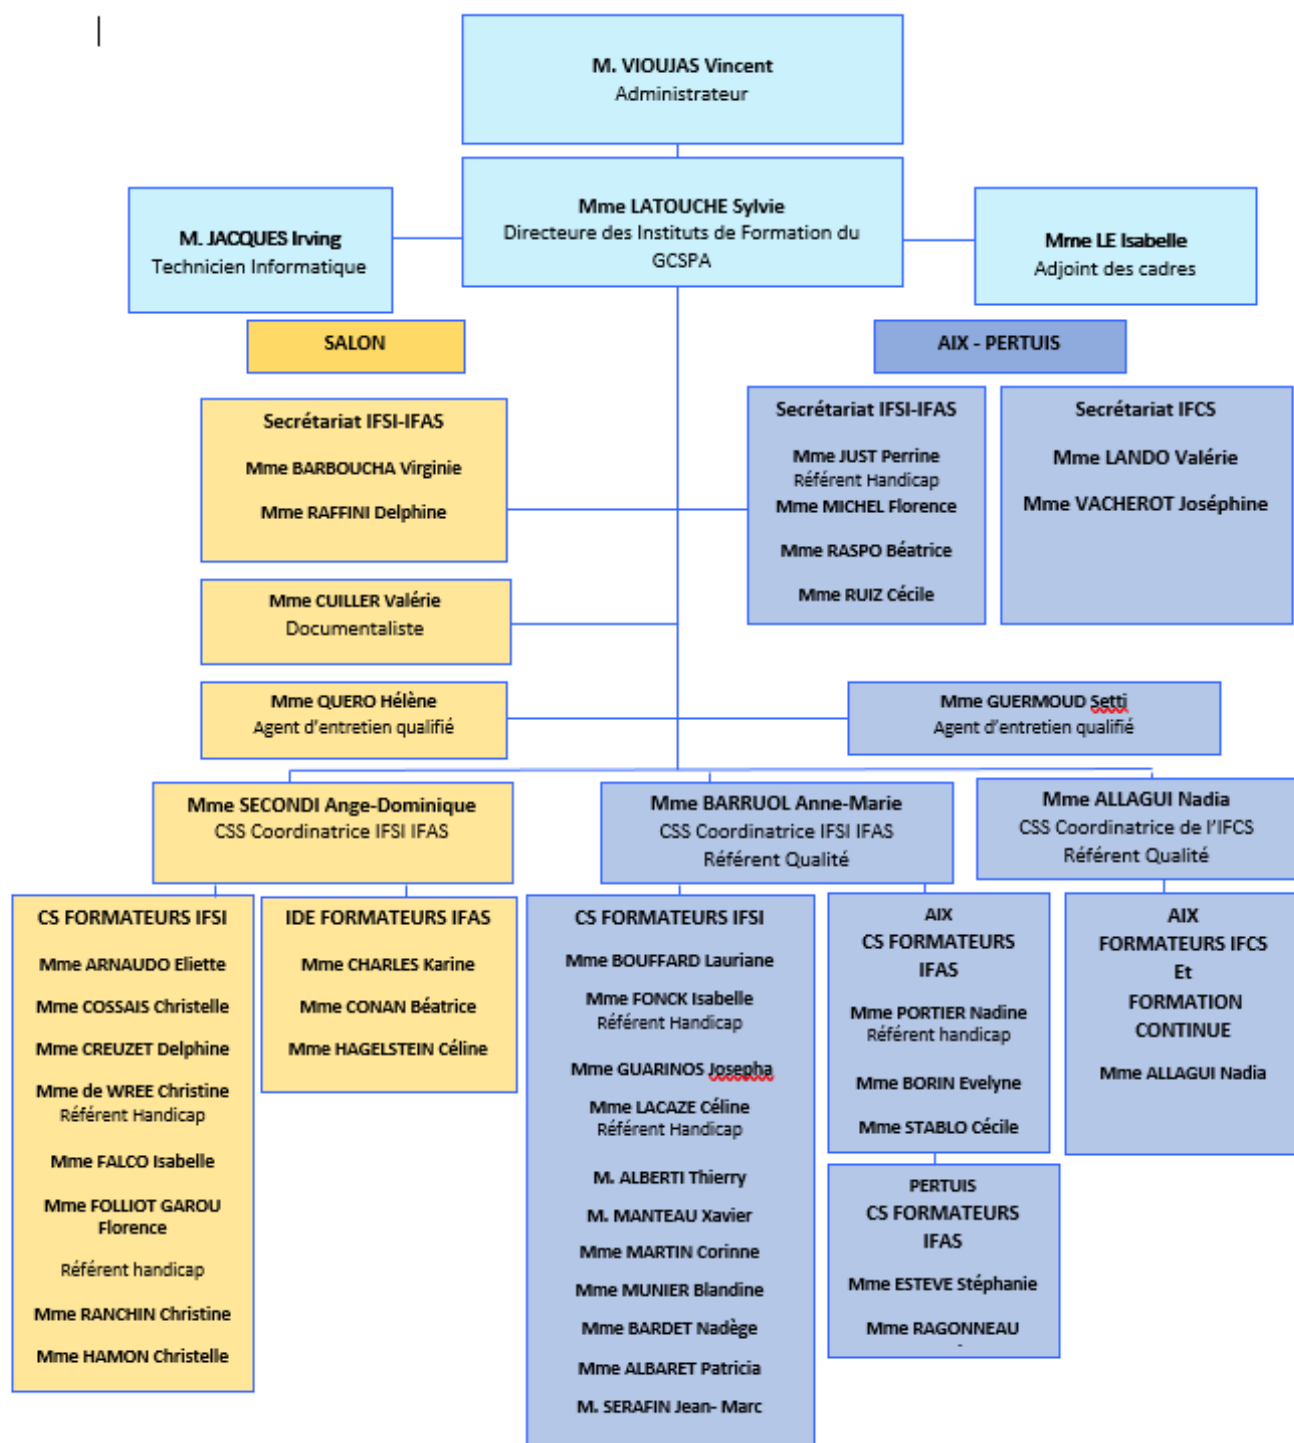 M. VIOUJAS Vincent
Administrateur
Mme LATOUCHE Sylvie
Directeure des Instituts de Formation du
GCSPA
M. JACQUES Irving
Technicien Informatique
Mme LE Isabelle
Adjoint des cadres
SALON
AIX - PERTUIS
Secrétariat IFSI-IFAS
Mme BARBOUCHA Virginie
Mme RAFFINI Delphine
Secrétariat IFSI-IFAS
Mme JUST Perrine
Référent Handicap
Mme MICHEL Florence
Mme RASPO Béatrice
Mme RUIZ Cécile
Secrétariat IFCS
Mme LANDO Valérie
Mme VACHEROT Joséphine
Mme CUILLER Valérie
Documentaliste
Mme QUERO Hélène
Agent d'entretien qualifié
Mme GUERMOUD Setti
Agent d'entretien qualifié
Mme SECONDI Ange-Dominique
CSS Coordinatrice IFSI IFAS
Mme BARRUOL Anne-Marie
CSS Coordinatrice IFSI IFAS
Référent Qualité
Mme ALLAGUI Nadia
CSS Coordinatrice de l'IFCS
Référent Qualité
CS FORMATEURS IFSI
Mme ARNAUDO Eliette
Mme COSSAIS Christelle
Mme CREUZET Delphine
Mme de WREE Christine
Référent Handicap
Mme FALCO Isabelle
Mme FOLLIOT GAROU
Florence
Référent handicap
Mme RANCHIN Christine
Mme HAMON Christelle
IDE FORMATEURS IFAS
Mme CHARLES Karine
Mme CONAN Béatrice
Mme HAGELSTEIN Céline
CS FORMATEURS IFSI
Mme BOUFFARD Lauriane
Mme FONCK Isabelle
Référent Handicap
Mme GUARINOS Josepha
Mme LACAZE Céline
Référent Handicap
M. ALBERTI Thierry
M. MANTEAU Xavier
Mme MARTIN Corinne
Mme MUNIER Blandine
Mme BARDET Nadège
Mme ALBARET Patricia
M. SERAFIN Jean- Marc
AIX
CS FORMATEURS
IFAS
Mme PORTIER Nadine
Référent handicap
Mme BORIN Evelyne
Mme STABLO Cécile
PERTUIS
CS FORMATEURS
IFAS
Mme ESTEVE Stéphanie
Mme RAGONNEAU
AIX
FORMATEURS IFCS
Et
FORMATION
CONTINUE
Mme ALLAGUI Nadia